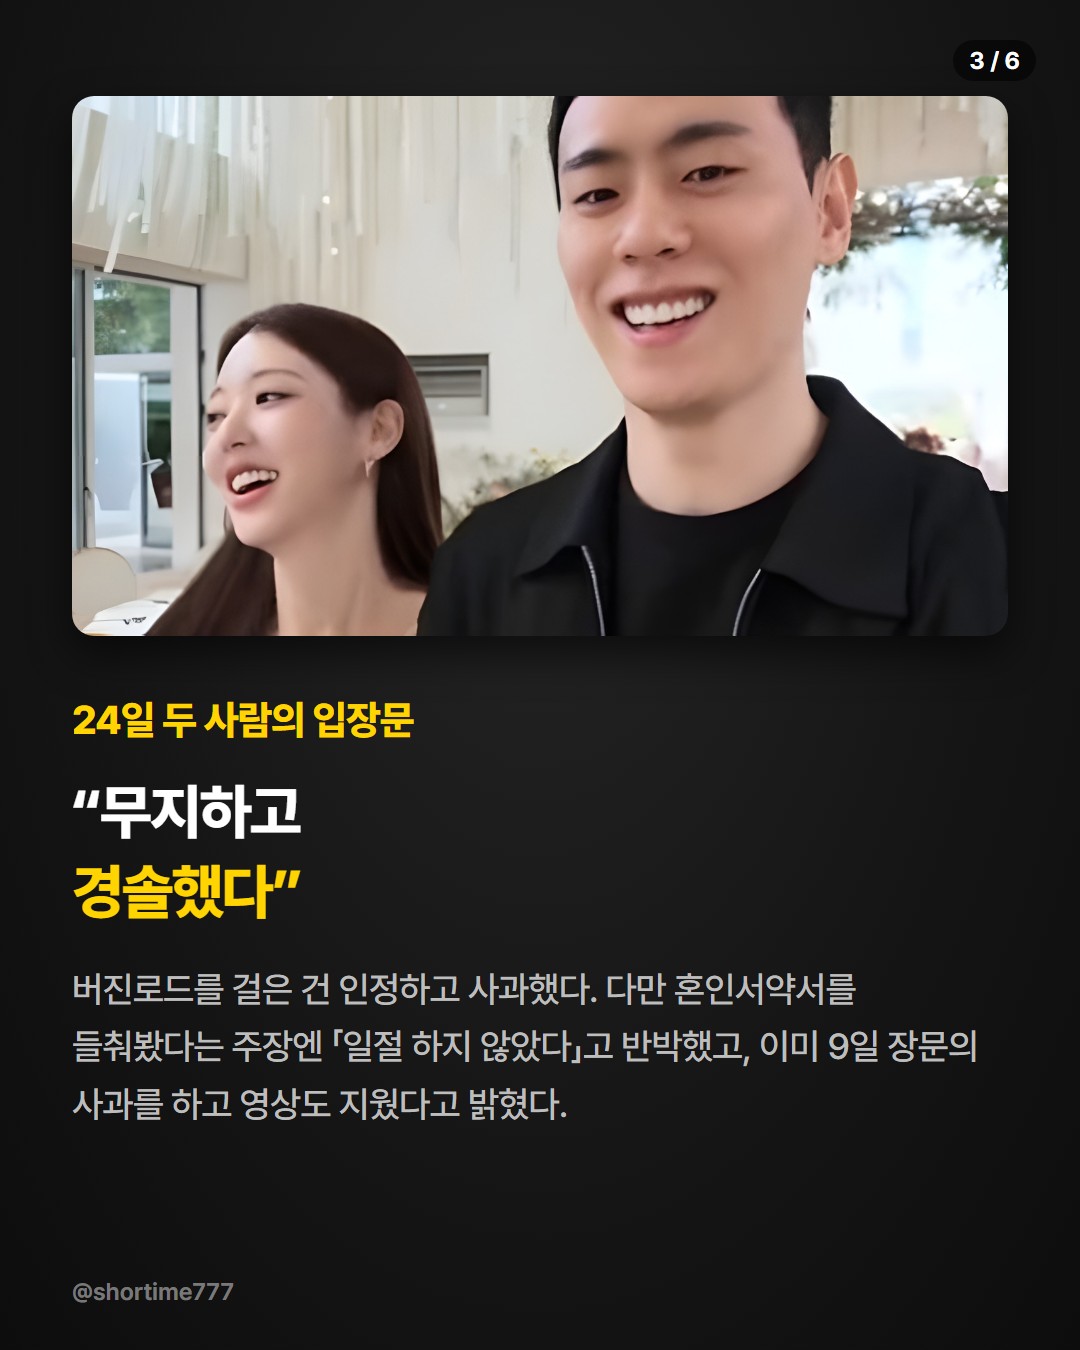 3 / 6
24일 두 사람의 입장문
“무지하고
경솔했다”
버진로드를 걸은 건 인정하고 사과했다. 다만 혼인서약서를
들춰봤다는 주장엔 「일절 하지 않았다」고 반박했고, 이미 9일 장문의
사과를 하고 영상도 지웠다고 밝혔다.
@shortime777